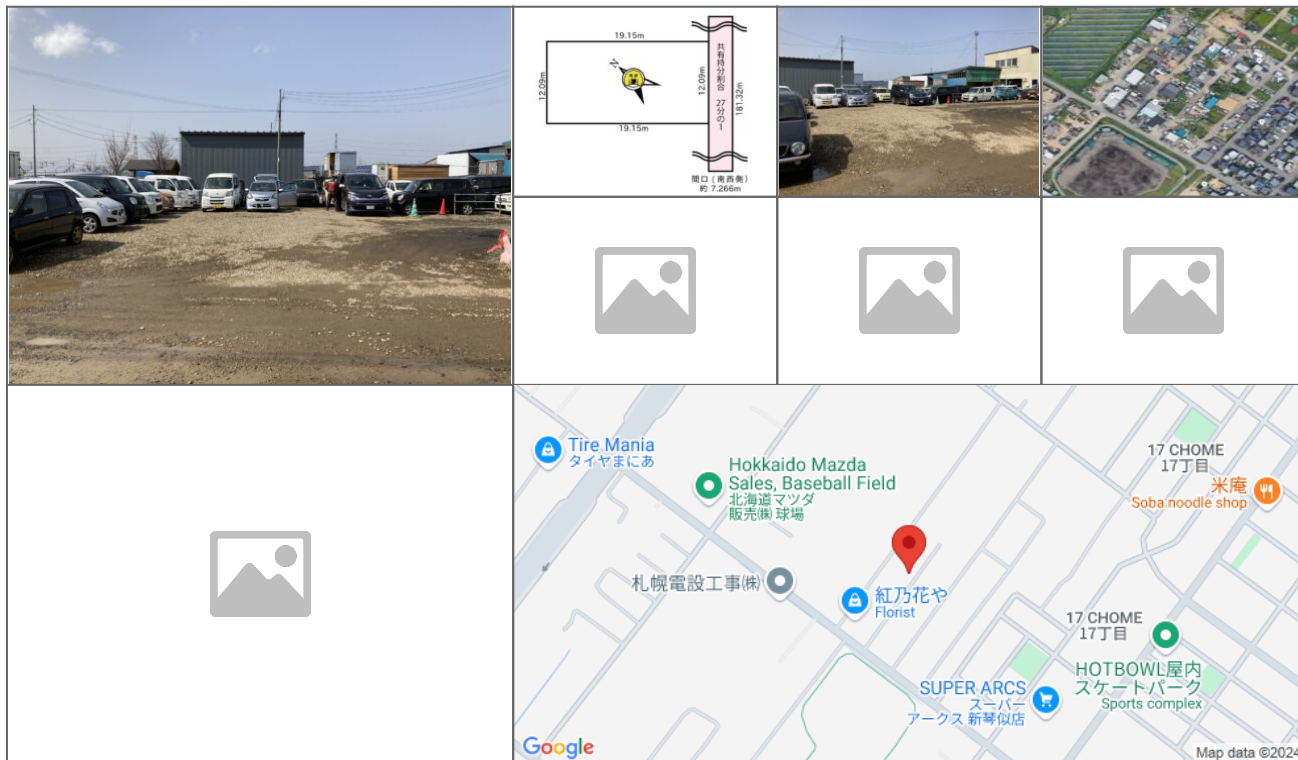 19.15m
N
12.09m
12.09m
共有持分割合 27分の1
181.32m
19.15m
間口（南西側）
約 7.266m
Tire Mania
タイヤまにあ
Hokkaido Mazda
Sales, Baseball Field
北海道マツダ
販売㈱ 球場
17 CHOME
17丁目
米庵
Soba noodle shop
札幌電設工事㈱
紅乃花や
Florist
17 CHOME
17丁目
HOTBOWL屋内
スケートパーク
Sports complex
SUPER ARCS
スーパー
アークス 新琴似店
Google
Map data ©2024